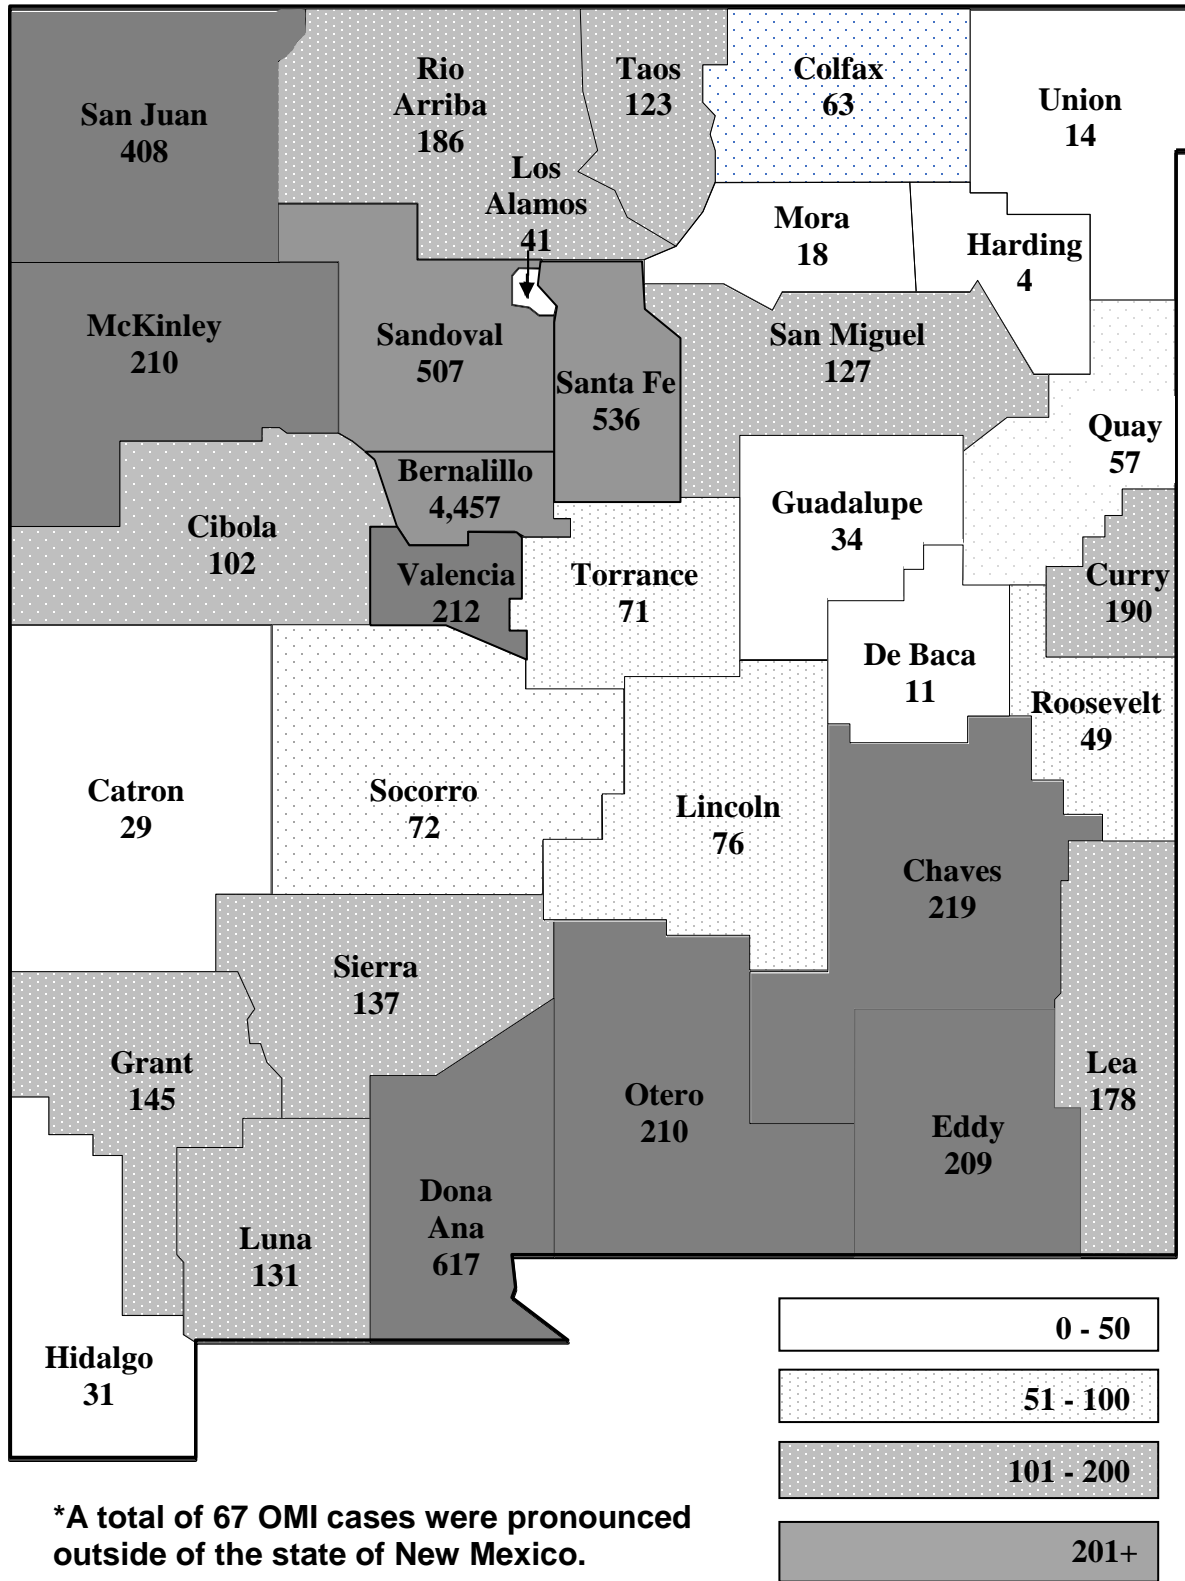 San Juan
408
Rio
Arriba
186
Taos
123
Colfax
63
Union
14
Los
Alamos
41
Mora
18
Harding
4
McKinley
210
Sandoval
507
Santa Fe
536
San Miguel
127
Quay
57
Bernalillo
4,457
Guadalupe
34
Cibola
102
Valencia
212
Torrance
71
Curry
190
De Baca
11
Roosevelt
49
Catron
29
Socorro
72
Lincoln
76
Chaves
219
Sierra
137
Grant
145
Otero
210
Lea
178
Eddy
209
Dona
Ana
617
Luna
131
Hidalgo
31
0 - 50
51 - 100
101 - 200
201+
*A total of 67 OMI cases were pronounced
outside of the state of New Mexico.